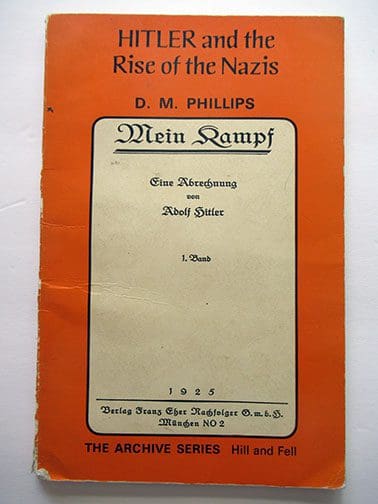 HITLER and the
Rise of the Nazis
D. M. PHILLIPS
Mein Kampf
Eine Abrechnung
von
Adolf Hitler
1. Band
1925
Verlag Franz Eher Nachfolger G.m.b.H.
München NO 2
THE ARCHIVE SERIES Hill and Fell